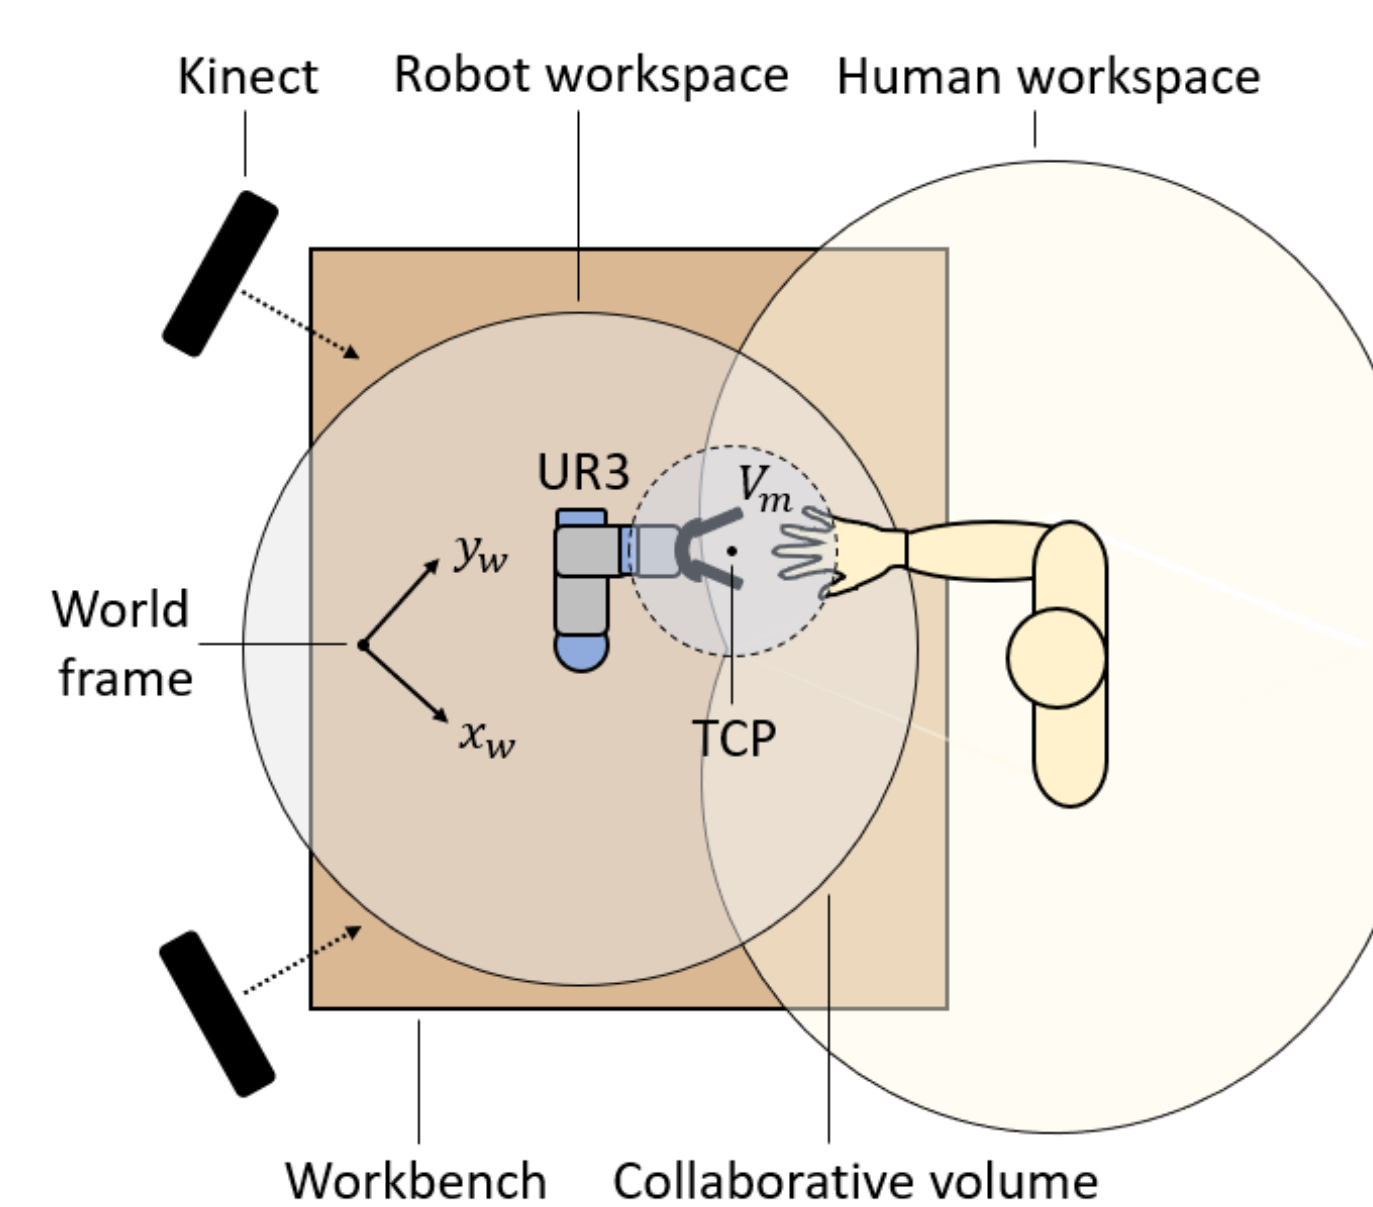 Kinect
Robot workspace
Human workspace
UR3
V_m
y_w
World
frame
x_w
TCP
Workbench
Collaborative volume